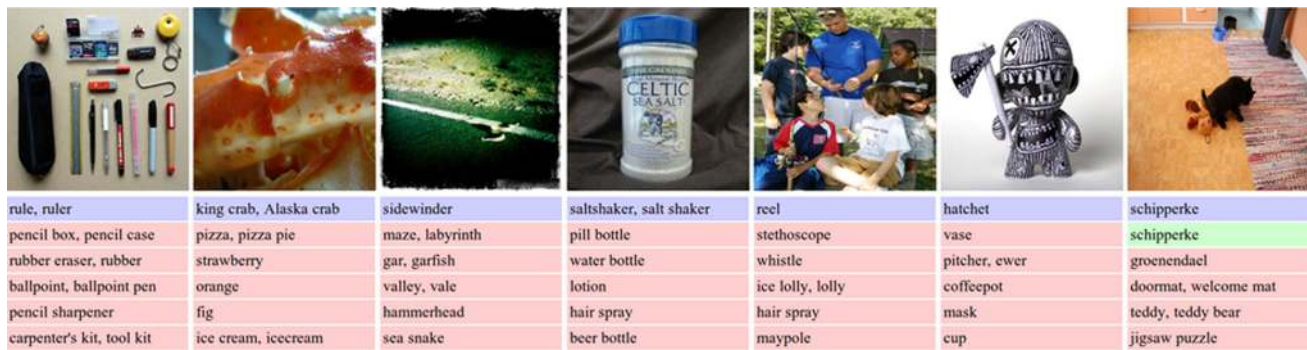 CELTIC
SEA SALT
rule, ruler king crab, Alaska crab sidewinder saltshaker, salt shaker reel hatchet schipperke
pencil box, pencil case pizza, pizza pie maze, labyrinth pill bottle stethoscope vase schipperke
rubber eraser, rubber strawberry gar, garfish water bottle whistle pitcher, ewer groenendael
ballpoint, ballpoint pen orange valley, vale lotion ice lolly, lolly coffeepot doormat, welcome mat
pencil sharpener fig hammerhead hair spray hair spray mask teddy, teddy bear
carpenter's kit, tool kit ice cream, icecream sea snake beer bottle maypole cup jigsaw puzzle